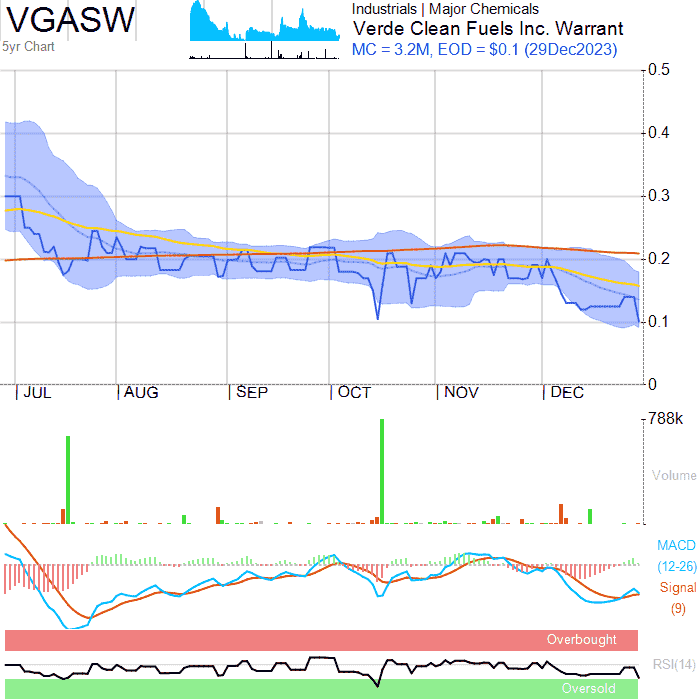 VGASW
5yr Chart
Industrials | Major Chemicals
Verde Clean Fuels Inc. Warrant
MC = 3.2M, EOD = $0.1 (29Dec2023)
0.5
0.4
0.3
0.2
0.1
0
JUL
AUG
SEP
OCT
NOV
DEC
788k
Volume
MACD
(12-26)
Signal
(9)
Overbought
RSI(14)
Oversold